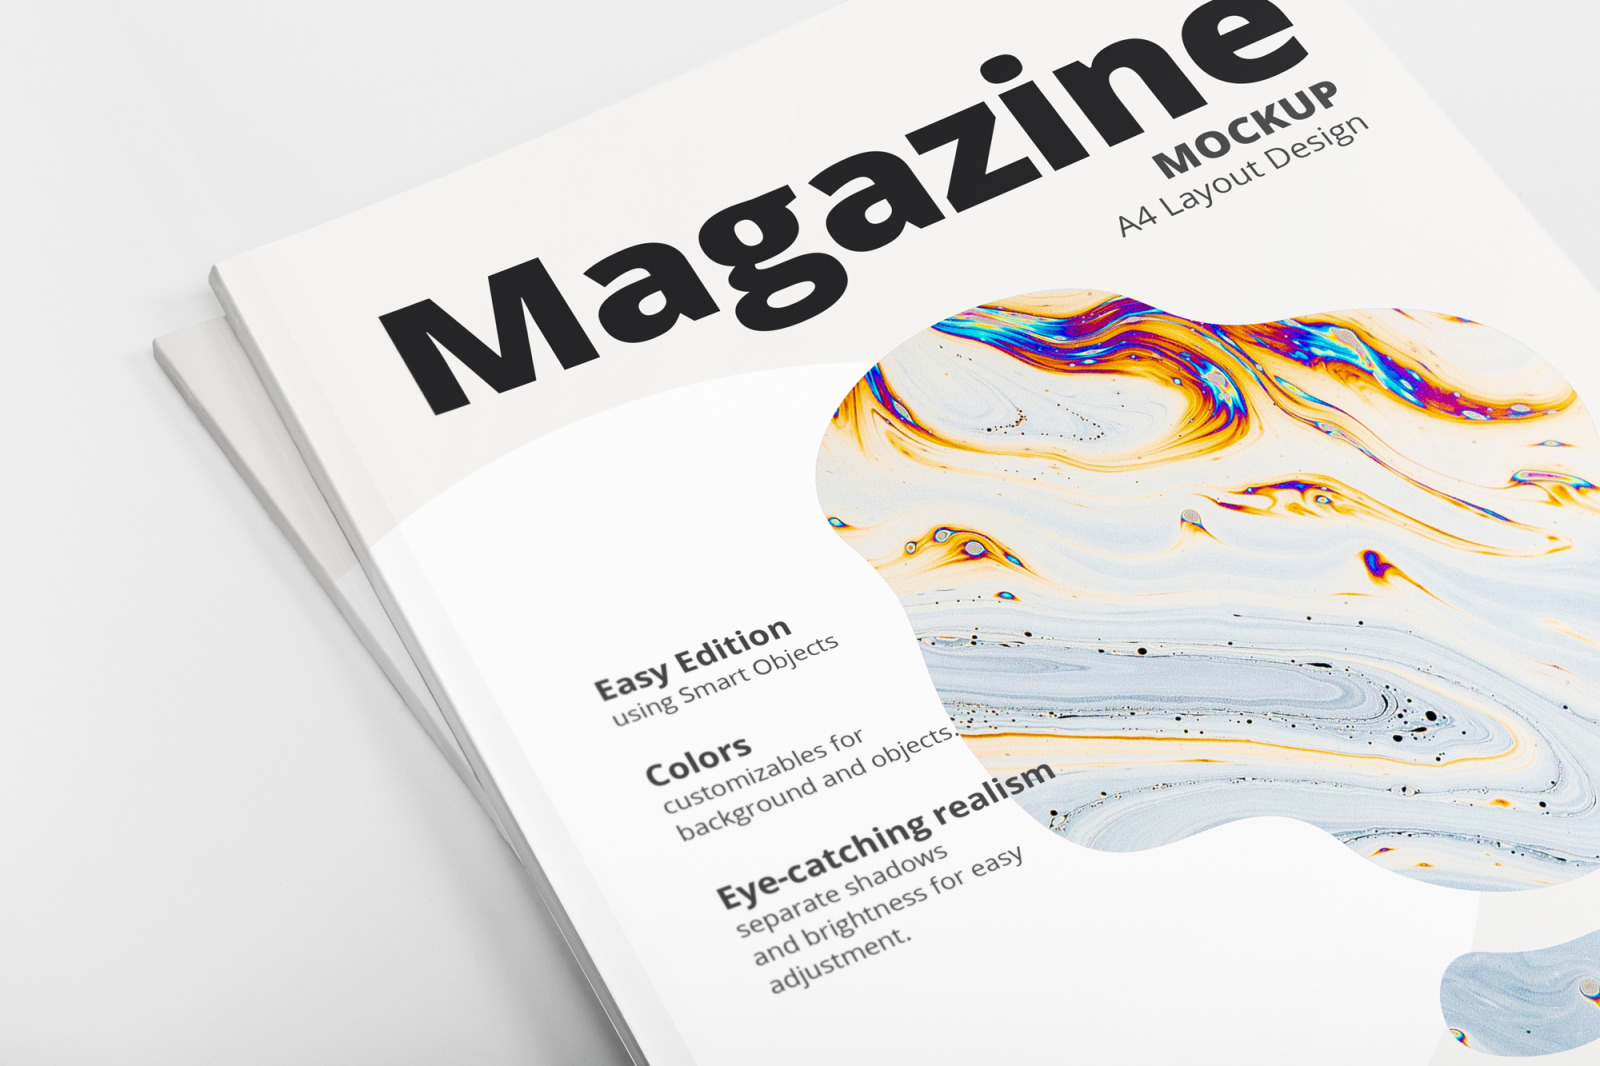 Magazine
MOCKUP
A4 Layout Design
Easy Edition
using Smart Objects
Colors
customizables for
background and objects.
Eye-catching realism
separate shadows
and brightness for easy
adjustment.